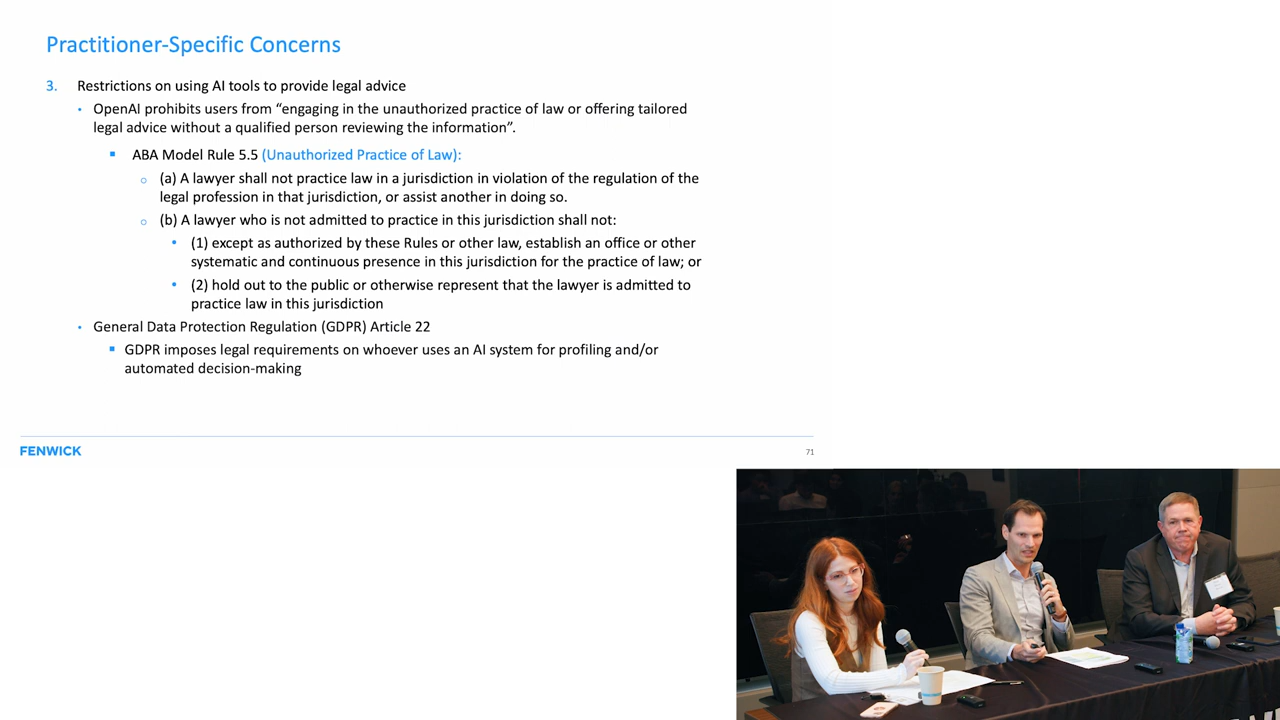 Practitioner-Specific Concerns
3. Restrictions on using AI tools to provide legal advice
• OpenAI prohibits users from “engaging in the unauthorized practice of law or offering tailored
legal advice without a qualified person reviewing the information”.
▪ ABA Model Rule 5.5 (Unauthorized Practice of Law):
o (a) A lawyer shall not practice law in a jurisdiction in violation of the regulation of the
legal profession in that jurisdiction, or assist another in doing so.
o (b) A lawyer who is not admitted to practice in this jurisdiction shall not:
• (1) except as authorized by these Rules or other law, establish an office or other
systematic and continuous presence in this jurisdiction for the practice of law; or
• (2) hold out to the public or otherwise represent that the lawyer is admitted to
practice law in this jurisdiction
• General Data Protection Regulation (GDPR) Article 22
▪ GDPR imposes legal requirements on whoever uses an AI system for profiling and/or
automated decision-making
FENWICK
71